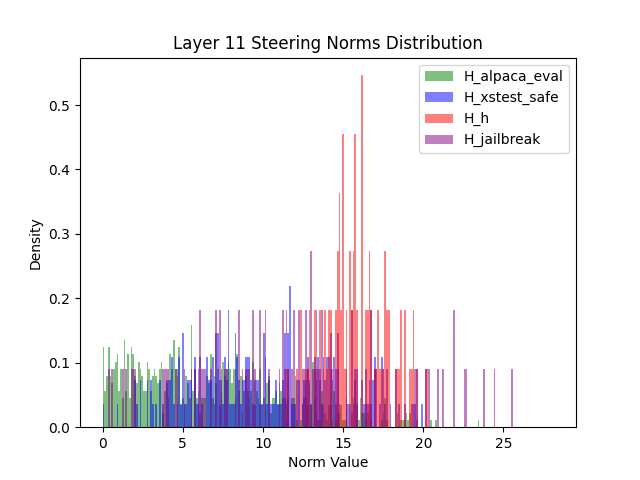 Layer 11 Steering Norms Distribution
H_alpaca_eval
H_xstest_safe
H_h
H_jailbreak
0.5
0.4
0.3
0.2
0.1
0.0
Density
0 5 10 15 20 25
Norm Value